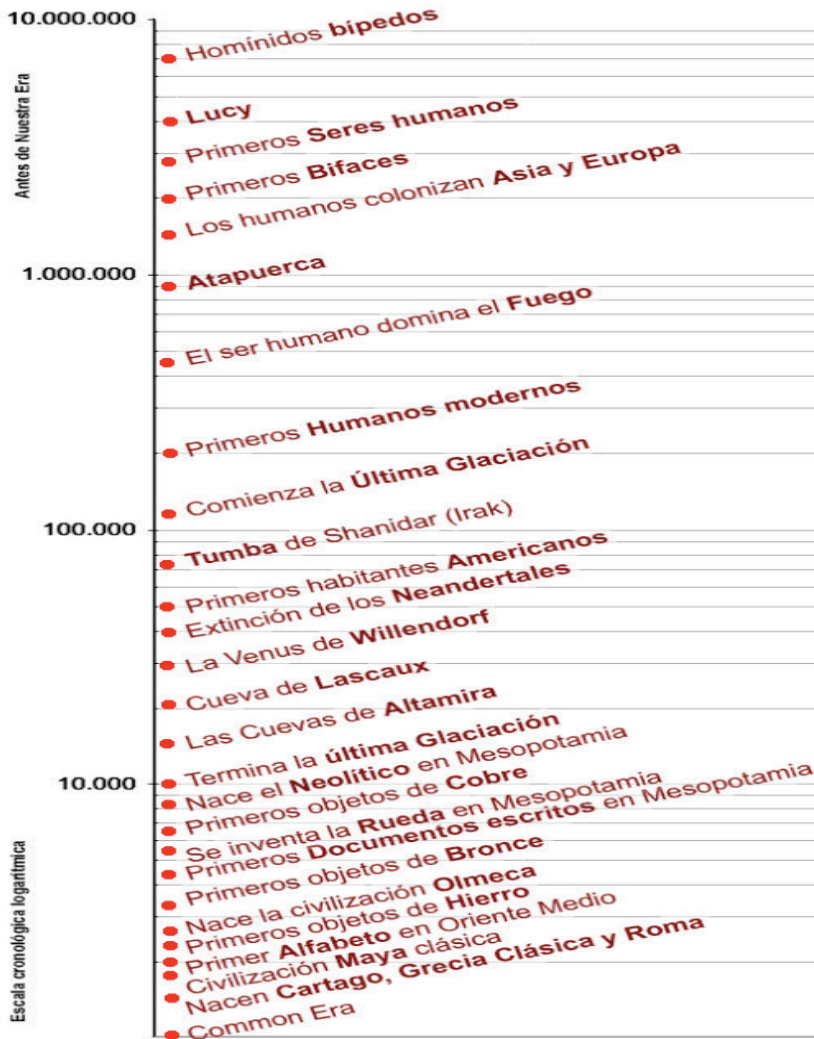 10.000.000
Homínidos bípedos
Antes de Nuestra Era
Lucy
Primeros Seres humanos
Primeros Bifaces
Los humanos colonizan Asia y Europa
1.000.000
Atapuerca
El ser humano domina el Fuego
Primeros Humanos modernos
Comienza la Última Glaciación
100.000
Tumba de Shanidar (Irak)
Primeros habitantes Americanos
Extinción de los Neandertales
La Venus de Willendorf
Cueva de Lascaux
Las Cuevas de Altamira
Termina la última Glaciación
10.000
Nace el Neolítico en Mesopotamia
Primeros objetos de Cobre
Se inventa la Rueda en Mesopotamia
Primeros Documentos escritos en Mesopotamia
Primeros objetos de Bronce
Escala cronológica logarítmica
Nace la civilización Olmeca
Primeros objetos de Hierro
Primer Alfabeto en Oriente Medio
Civilización Maya clásica
Nacen Cartago, Grecia Clásica y Roma
Common Era